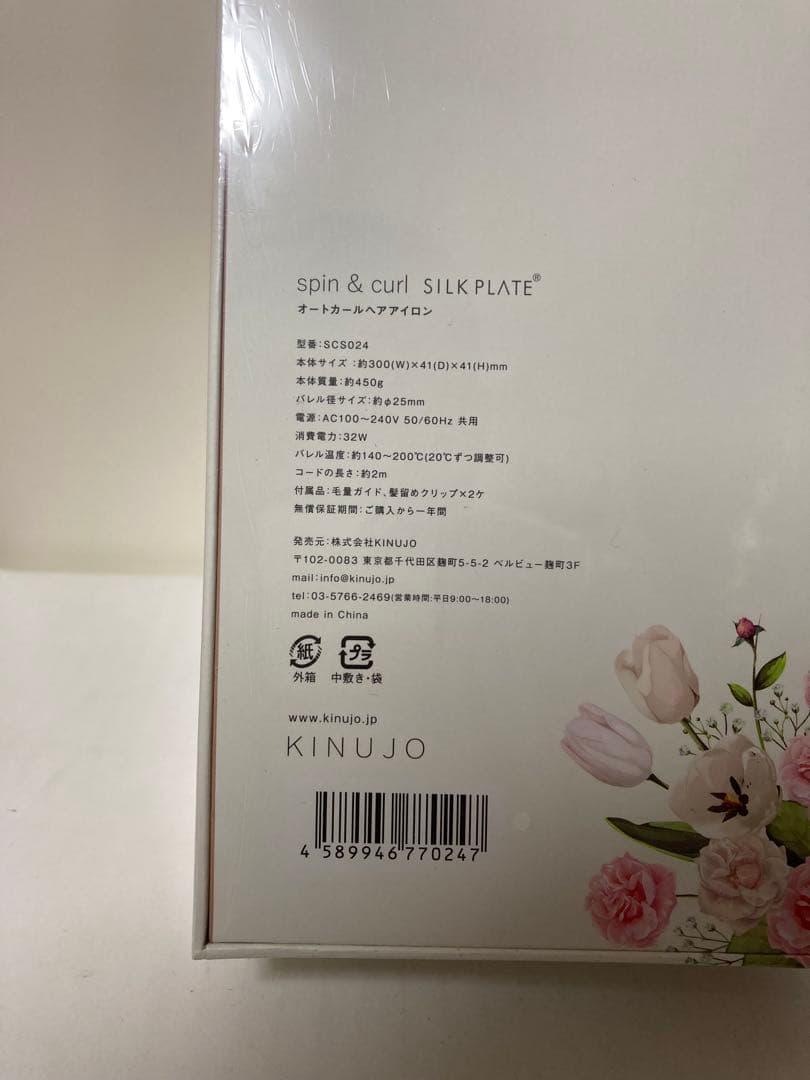 spin & curl SILK PLATE®
オートカールヘアアイロン
型番：SCS024
本体サイズ ：約300(W)×41(D)×41(H)mm
本体質量：約450g
バレル径サイズ：約φ25mm
電源：AC100～240V 50/60Hz 共用
消費電力：32W
バレル温度：約140～200℃(20℃ずつ調整可)
コードの長さ：約2m
付属品：毛量ガイド、髪留めクリップ×2ケ
無償保証期間：ご購入から一年間
発売元：株式会社KINUJO
〒102-0083 東京都千代田区麹町5-5-2 ベルビュー麹町3F
mail：info@kinujo.jp
tel：03-5766-2469(営業時間:平日9:00～18:00)
made in China
紙 プラ
外箱 中敷き・袋
www.kinujo.jp
KINUJO
4 589946 770247